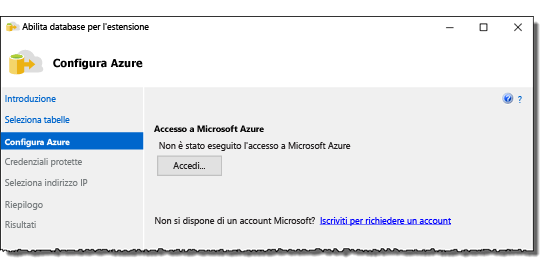 Abilita database per l'estensione
Configura Azure
Introduzione
?
Seleziona tabelle
Configura Azure
Credenziali protette
Seleziona indirizzo IP
Riepilogo
Risultati
Accesso a Microsoft Azure
Non è stato eseguito l'accesso a Microsoft Azure
Accedi...
Non si dispone di un account Microsoft? Iscriviti per richiedere un account